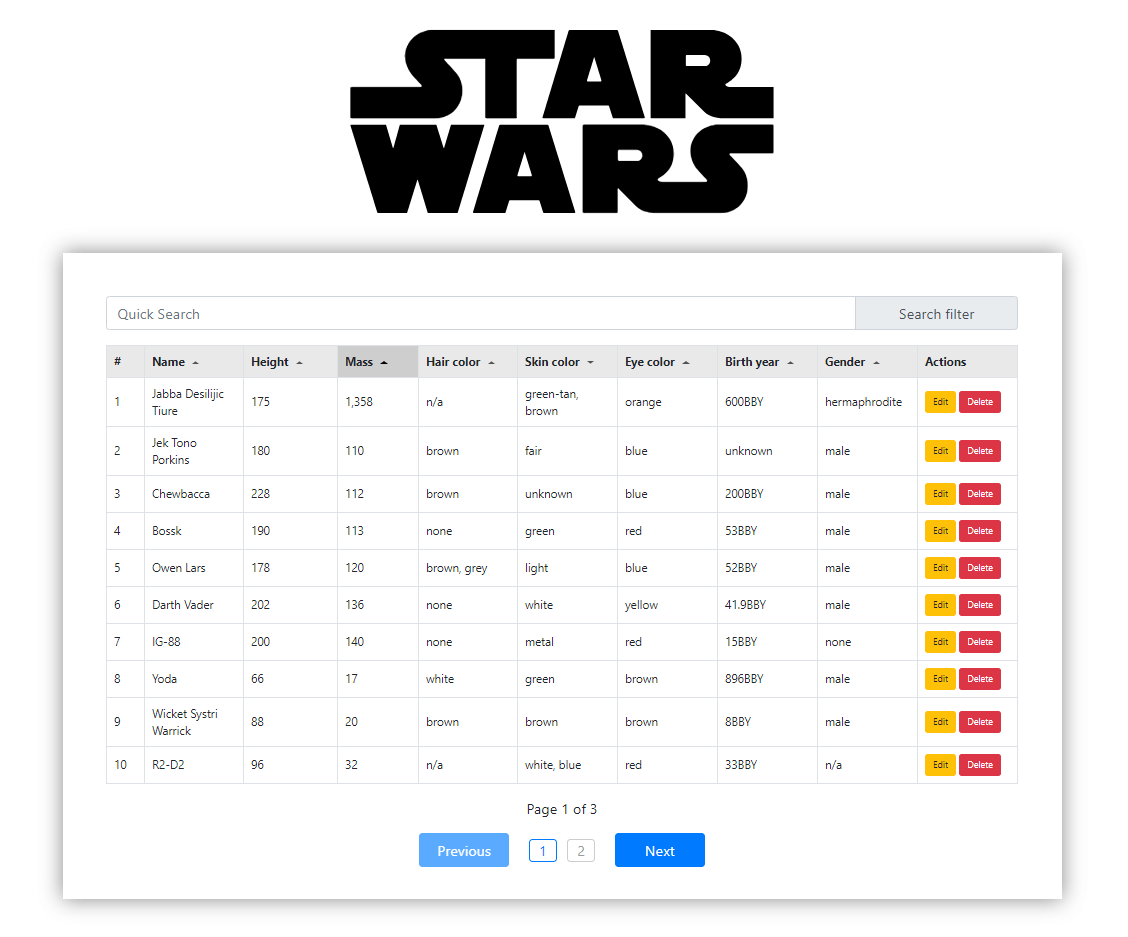 STAR
WARS
Quick Search Search filter
# Name Height Mass Hair color Skin color Eye color Birth year Gender Actions
1 Jabba Desilijic Tiure 175 1,358 n/a green-tan, brown orange 600BBY hermaphrodite Edit Delete
2 Jek Tono Porkins 180 110 brown fair blue unknown male Edit Delete
3 Chewbacca 228 112 brown unknown blue 200BBY male Edit Delete
4 Bossk 190 113 none green red 53BBY male Edit Delete
5 Owen Lars 178 120 brown, grey light blue 52BBY male Edit Delete
6 Darth Vader 202 136 none white yellow 41.9BBY male Edit Delete
7 IG-88 200 140 none metal red 15BBY none Edit Delete
8 Yoda 66 17 white green brown 896BBY male Edit Delete
9 Wicket Systri Warrick 88 20 brown brown brown 8BBY male Edit Delete
10 R2-D2 96 32 n/a white, blue red 33BBY n/a Edit Delete
Page 1 of 3
Previous 1 2 Next